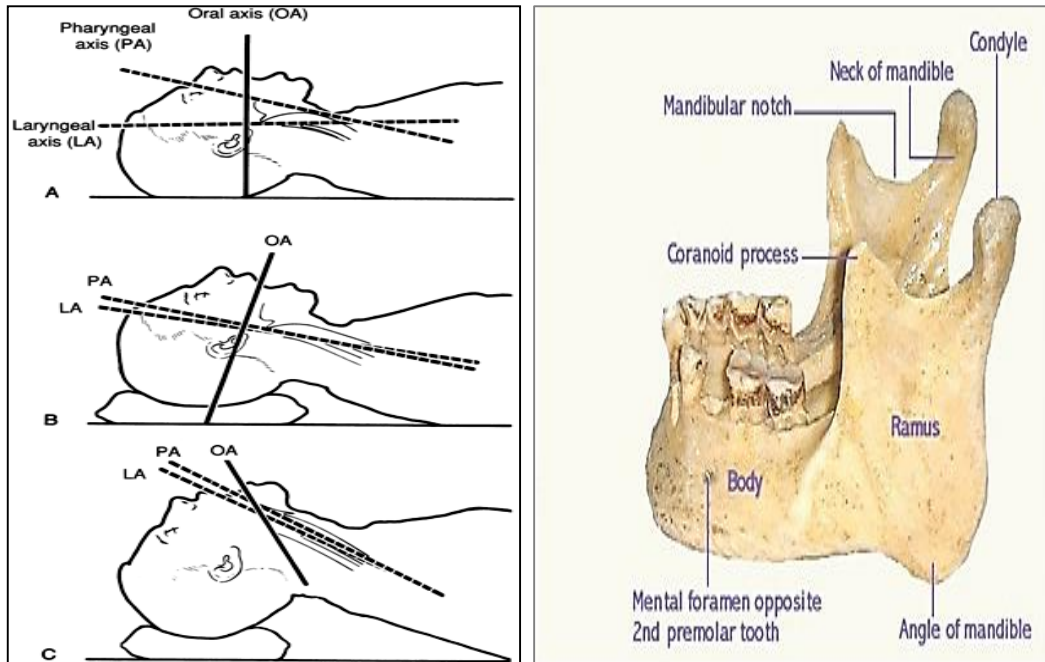 Oral axis (OA)
Pharyngeal
axis (PA)
Laryngeal
axis (LA)
A
OA
PA
LA
B
PA
OA
LA
C
Condyle
Neck of mandible
Mandibular notch
Coranoid process
Ramus
Body
Mental foramen opposite
2nd premolar tooth
Angle of mandible